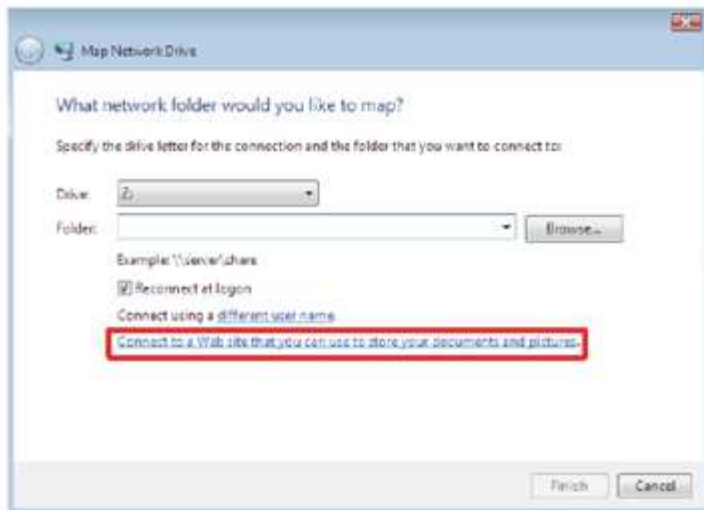 Map Network Drive
What network folder would you like to map?
Specify the drive letter for the connection and the folder that you want to connect to:
Drive: Z:
Folder: Browse...
Example: \\server\share
Reconnect at logon
Connect using a different user name.
Connect to a Web site that you can use to store your documents and pictures.
Finish Cancel